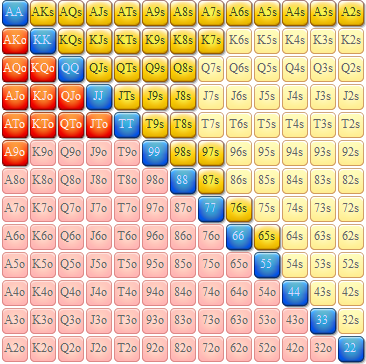 AA AKs AQs AJs ATs A9s A8s A7s A6s A5s A4s A3s A2s
AKo KK KQs KJs KTs K9s K8s K7s K6s K5s K4s K3s K2s
AQo KQo QQ QJs QTs Q9s Q8s Q7s Q6s Q5s Q4s Q3s Q2s
AJo KJo QJo JJ JTs J9s J8s J7s J6s J5s J4s J3s J2s
ATo KTo QTo JTo TT T9s T8s T7s T6s T5s T4s T3s T2s
A9o K9o Q9o J9o T9o 99 98s 97s 96s 95s 94s 93s 92s
A8o K8o Q8o J8o T8o 98o 88 87s 86s 85s 84s 83s 82s
A7o K7o Q7o J7o T7o 97o 87o 77 76s 75s 74s 73s 72s
A6o K6o Q6o J6o T6o 96o 86o 76o 66 65s 64s 63s 62s
A5o K5o Q5o J5o T5o 95o 85o 75o 65o 55 54s 53s 52s
A4o K4o Q4o J4o T4o 94o 84o 74o 64o 54o 44 43s 42s
A3o K3o Q3o J3o T3o 93o 83o 73o 63o 53o 43o 33 32s
A2o K2o Q2o J2o T2o 92o 82o 72o 62o 52o 42o 32o 22